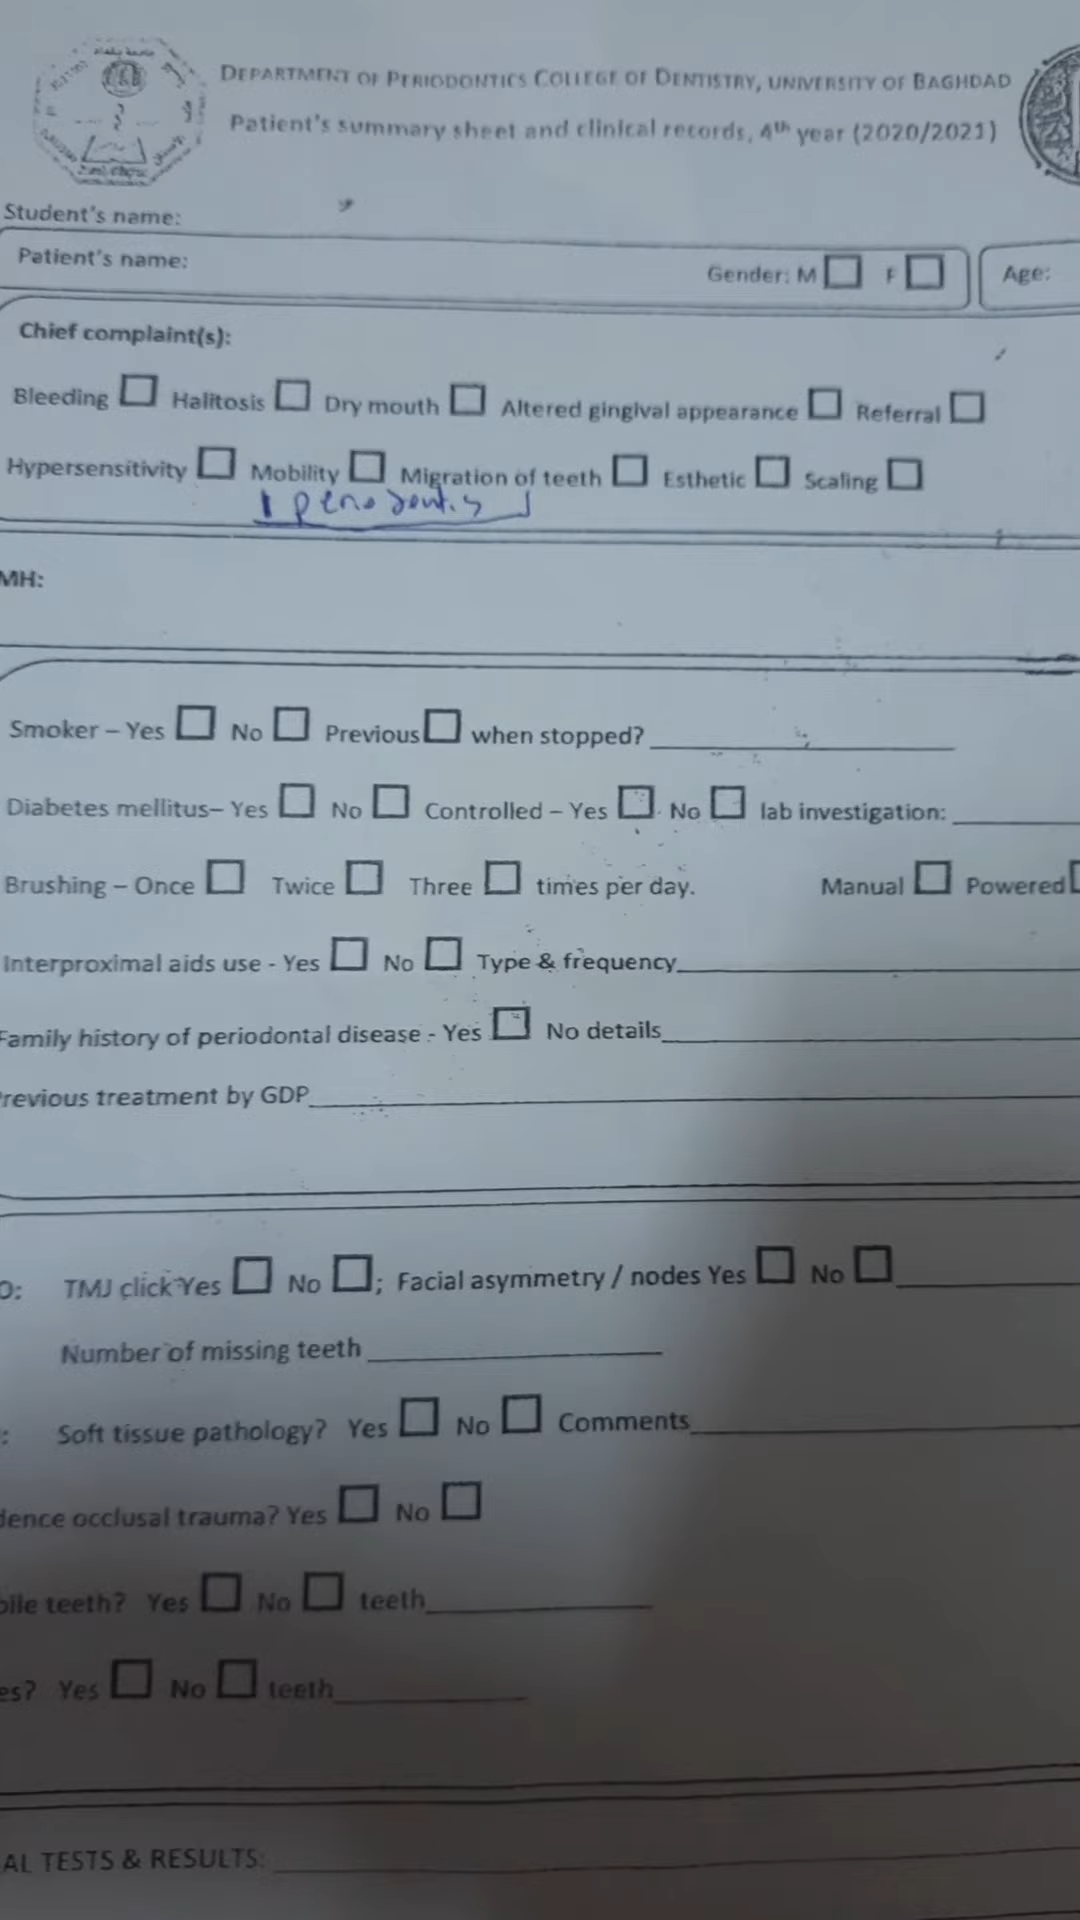 DEPARTMENT OF PERIODONTICS COLLEGE OF DENTISTRY, UNIVERSITY OF BAGHDAD
Patient's summary sheet and clinical records, 4th year (2020/2021)
Student's name:
Patient's name: Gender: M F Age:
Chief complaint(s):
Bleeding Halitosis Dry mouth Altered gingival appearance Referral
Hypersensitivity Mobility Migration of teeth Esthetic Scaling
MH:
Smoker – Yes No Previous when stopped?
Diabetes mellitus– Yes No Controlled – Yes No lab investigation:
Brushing – Once Twice Three times per day. Manual Powered
Interproximal aids use - Yes No Type & frequency
Family history of periodontal disease - Yes No details
revious treatment by GDP
O: TMJ click Yes No ; Facial asymmetry / nodes Yes No
Number of missing teeth
: Soft tissue pathology? Yes No Comments
dence occlusal trauma? Yes No
bile teeth? Yes No teeth
es? Yes No teeth
AL TESTS & RESULTS: